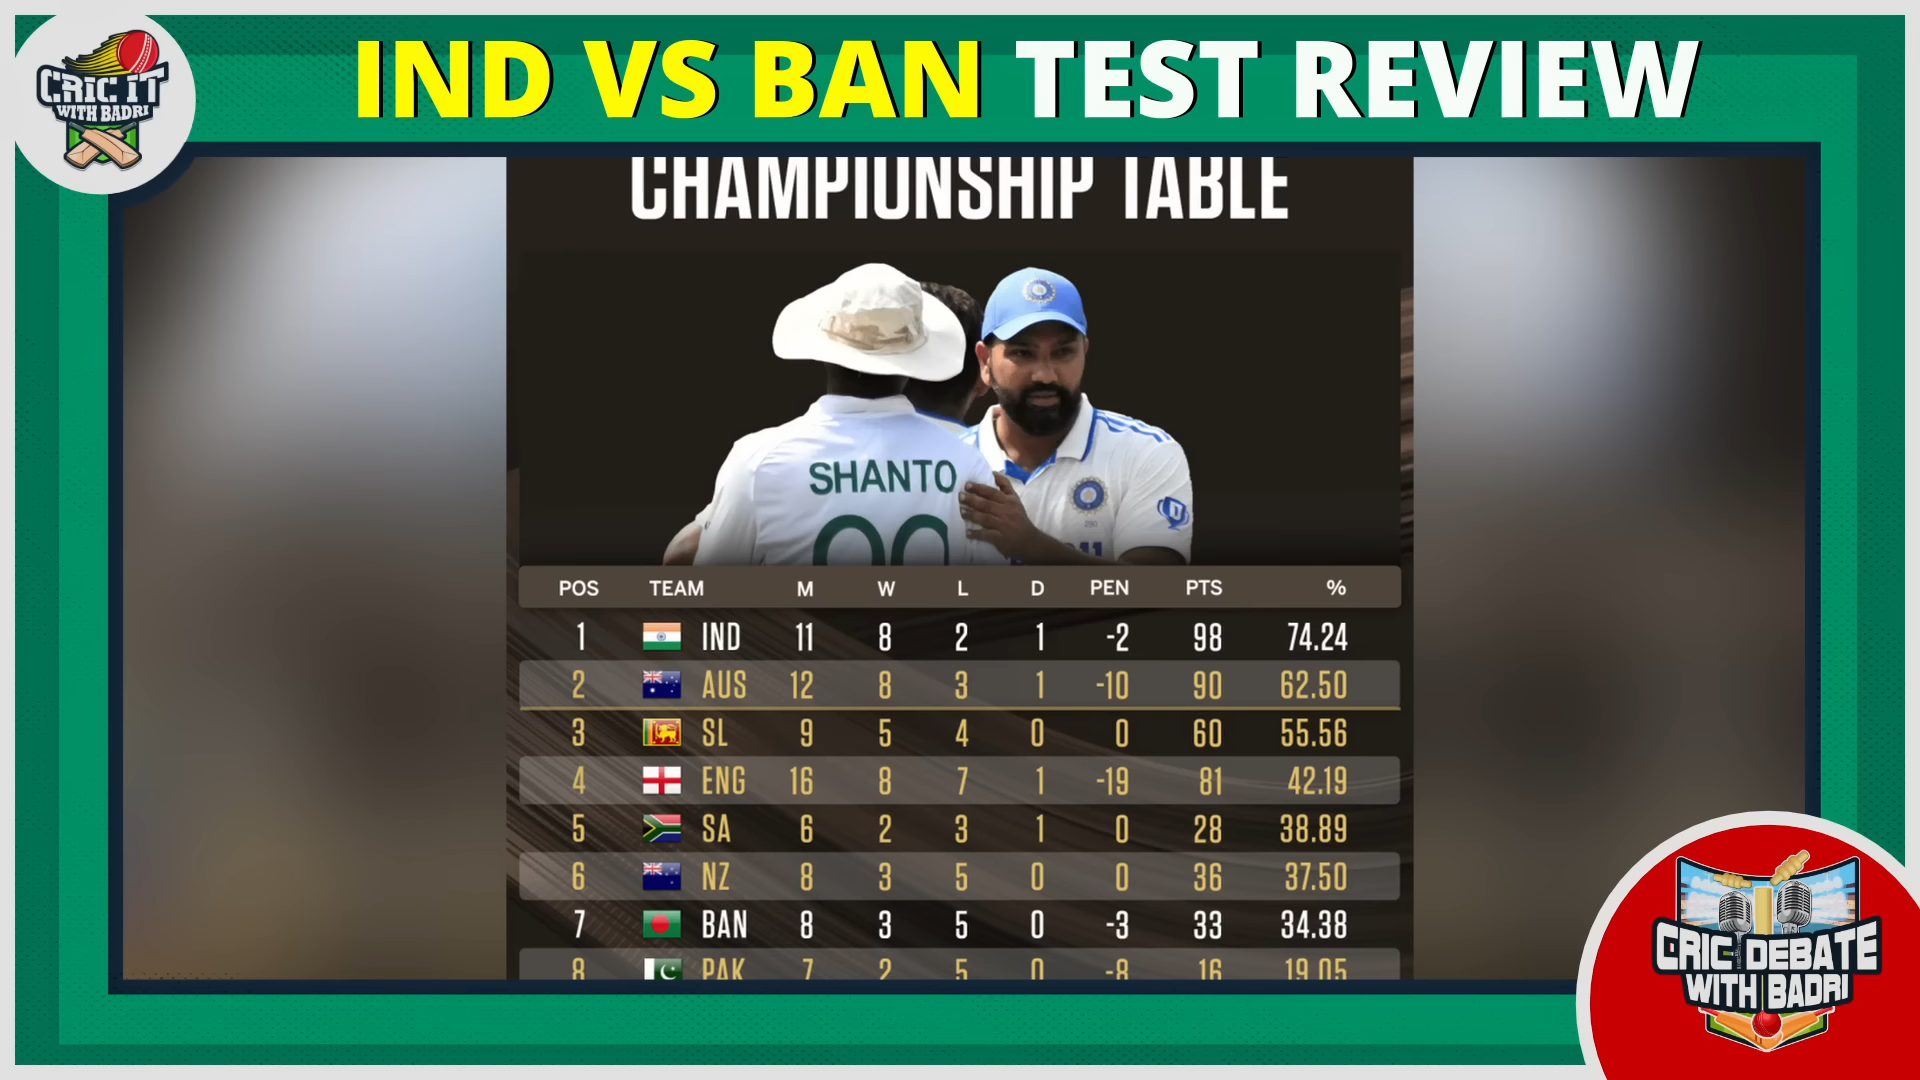 IND VS BAN TEST REVIEW
CRIC IT
WITH BADRI
CHAMPIONSHIP TABLE
SHANTO
99
POS TEAM M W L D PEN PTS %
1 IND 11 8 2 1 -2 98 74.24
2 AUS 12 8 3 1 -10 90 62.50
3 SL 9 5 4 0 0 60 55.56
4 ENG 16 8 7 1 -19 81 42.19
5 SA 6 2 3 1 0 28 38.89
6 NZ 8 3 5 0 0 36 37.50
7 BAN 8 3 5 0 -3 33 34.38
8 PAK 7 2 5 0 -8 16 19.05
CRIC DEBATE
WITH BADRI